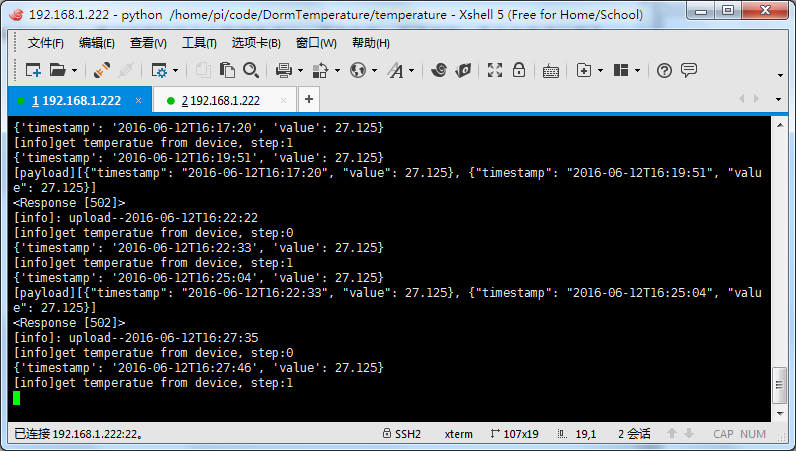 192.168.1.222 - python  /home/pi/code/DormTemperature/temperature - Xshell 5 (Free for Home/School)
文件(F) 编辑(E) 查看(V) 工具(T) 选项卡(B) 窗口(W) 帮助(H)
1 192.168.1.222 × 2 192.168.1.222 × +
{'timestamp': '2016-06-12T16:17:20', 'value': 27.125}
[info]get temperatue from device, step:1
{'timestamp': '2016-06-12T16:19:51', 'value': 27.125}
[payload][{"timestamp": "2016-06-12T16:17:20", "value": 27.125}, {"timestamp": "2016-06-12T16:19:51", "valu
e": 27.125}]
<Response [502]>
[info]: upload--2016-06-12T16:22:22
[info]get temperatue from device, step:0
{'timestamp': '2016-06-12T16:22:33', 'value': 27.125}
[info]get temperatue from device, step:1
{'timestamp': '2016-06-12T16:25:04', 'value': 27.125}
[payload][{"timestamp": "2016-06-12T16:22:33", "value": 27.125}, {"timestamp": "2016-06-12T16:25:04", "valu
e": 27.125}]
<Response [502]>
[info]: upload--2016-06-12T16:27:35
[info]get temperatue from device, step:0
{'timestamp': '2016-06-12T16:27:46', 'value': 27.125}
[info]get temperatue from device, step:1
已连接 192.168.1.222:22。 SSH2 xterm 107x19 19,1 2 会话 CAP NUM